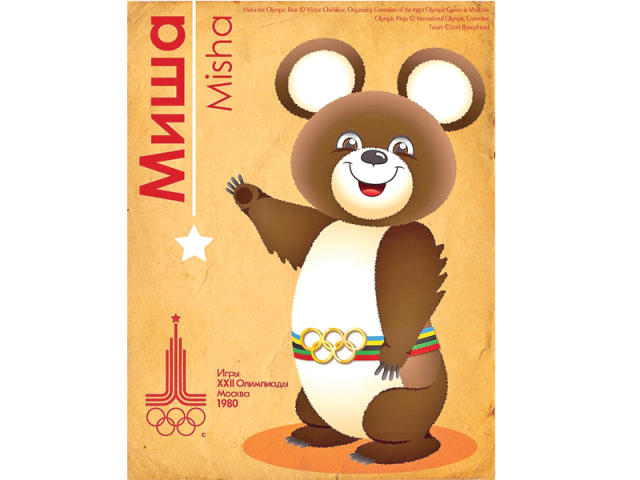 Misha the Olympic Bear © Victor Chizhikov, Organizing Committee of the 1980 Olympic Games in Moscow
Olympic Rings © International Olympic Committee
Fanart
Миша
Misha
Игры
XXII Олимпиады
Москва
1980
c